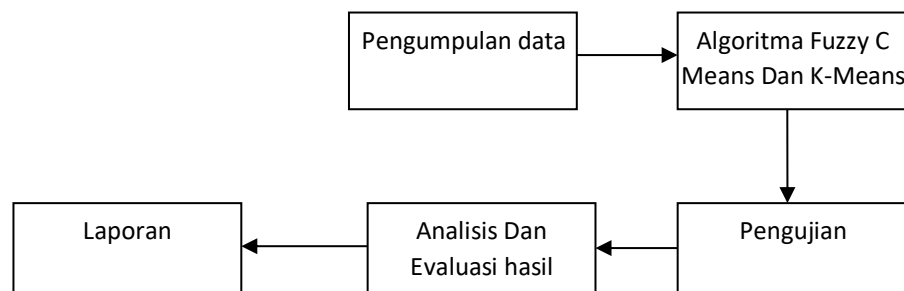 Pengumpulan data
Algoritma Fuzzy C
Means Dan K-Means
Laporan
Analisis Dan
Evaluasi hasil
Pengujian